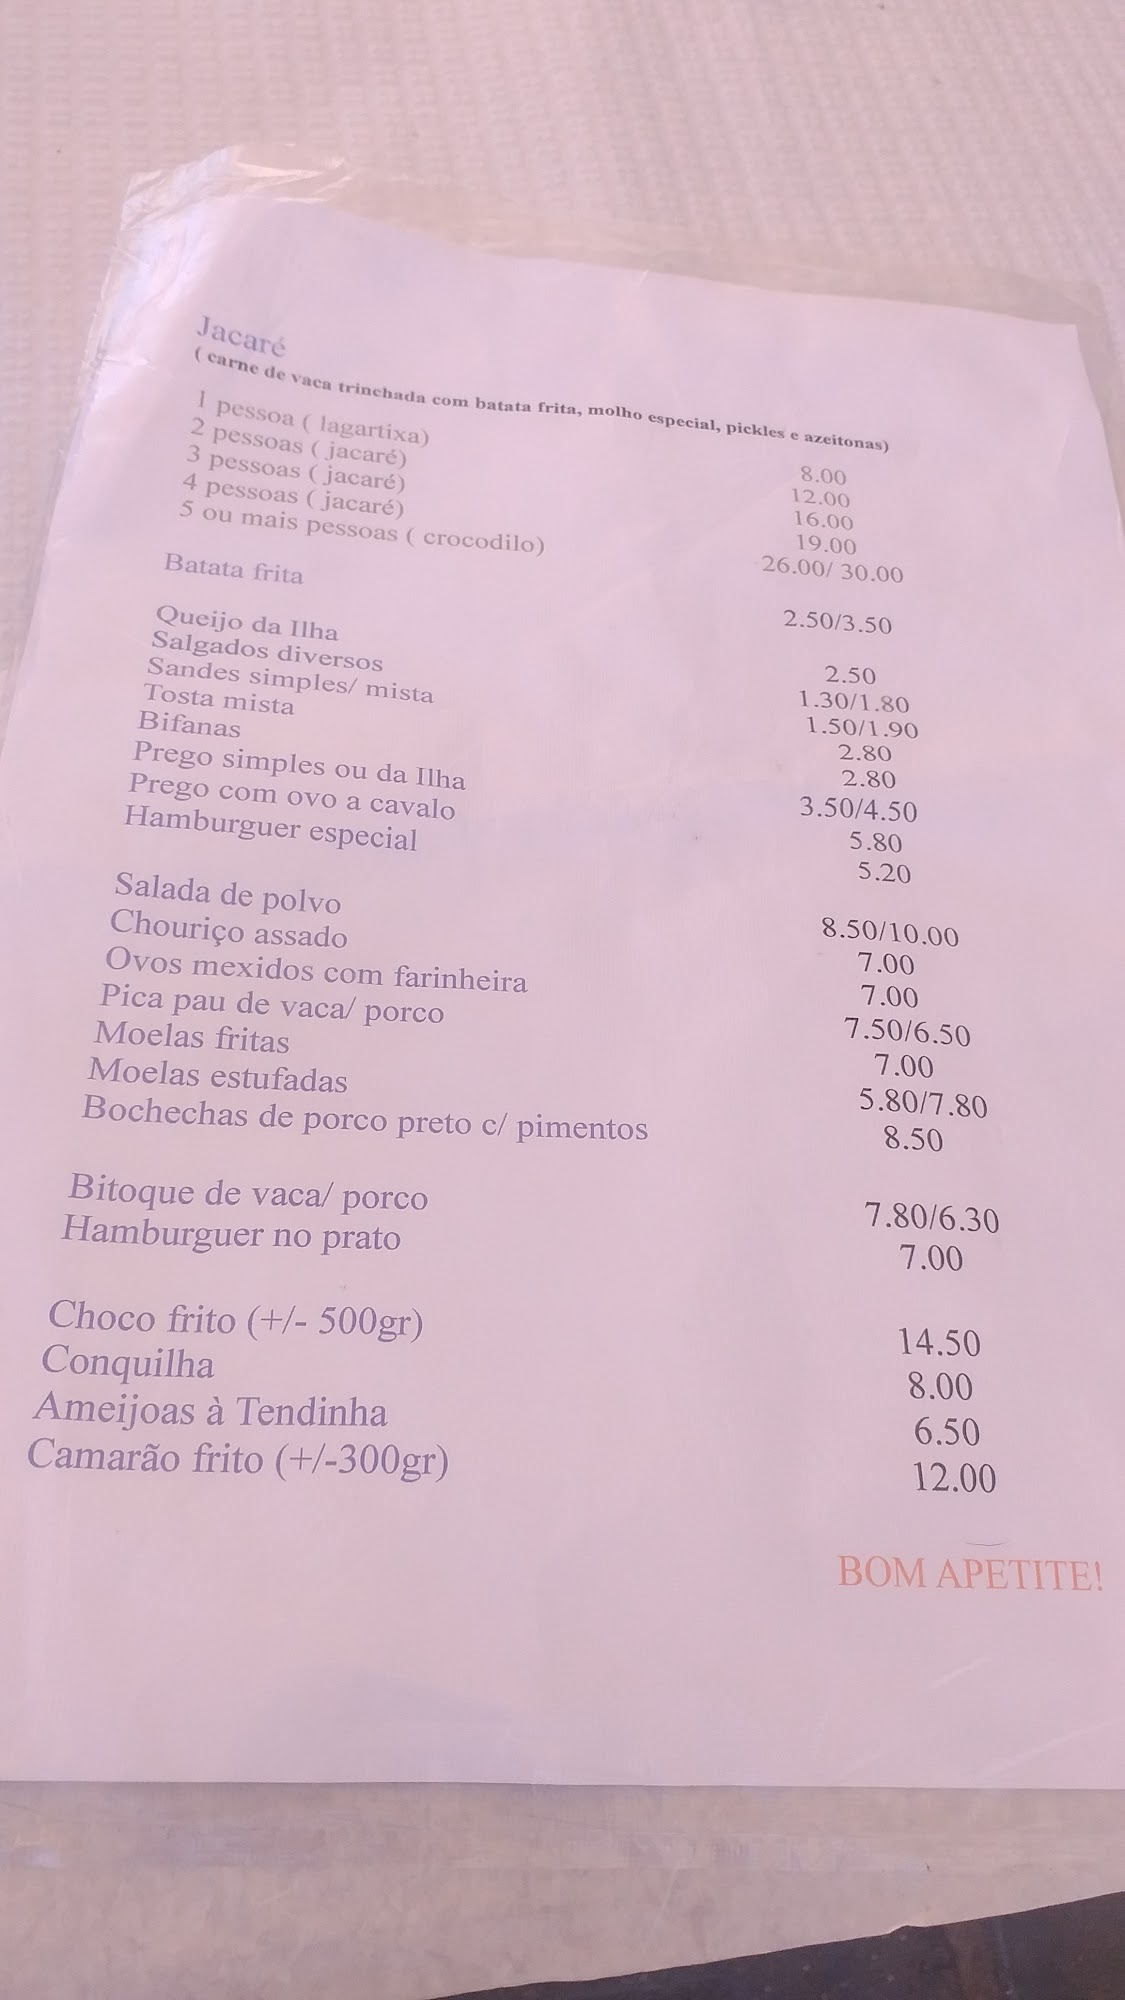 Jacaré
( carne de vaca trinchada com batata frita, molho especial, pickles e azeitonas)
1 pessoa ( lagartixa) 8.00
2 pessoas ( jacaré) 12.00
3 pessoas ( jacaré) 16.00
4 pessoas ( jacaré) 19.00
5 ou mais pessoas ( crocodilo) 26.00/ 30.00
Batata frita 2.50/3.50
Queijo da Ilha 2.50
Salgados diversos 1.30/1.80
Sandes simples/ mista 1.50/1.90
Tosta mista 2.80
Bifanas 2.80
Prego simples ou da Ilha 3.50/4.50
Prego com ovo a cavalo 5.80
Hamburguer especial 5.20
Salada de polvo 8.50/10.00
Chouriço assado 7.00
Ovos mexidos com farinheira 7.00
Pica pau de vaca/ porco 7.50/6.50
Moelas fritas 7.00
Moelas estufadas 5.80/7.80
Bochechas de porco preto c/ pimentos 8.50
Bitoque de vaca/ porco 7.80/6.30
Hamburguer no prato 7.00
Choco frito (+/- 500gr) 14.50
Conquilha 8.00
Ameijoas à Tendinha 6.50
Camarão frito (+/-300gr) 12.00
BOM APETITE!